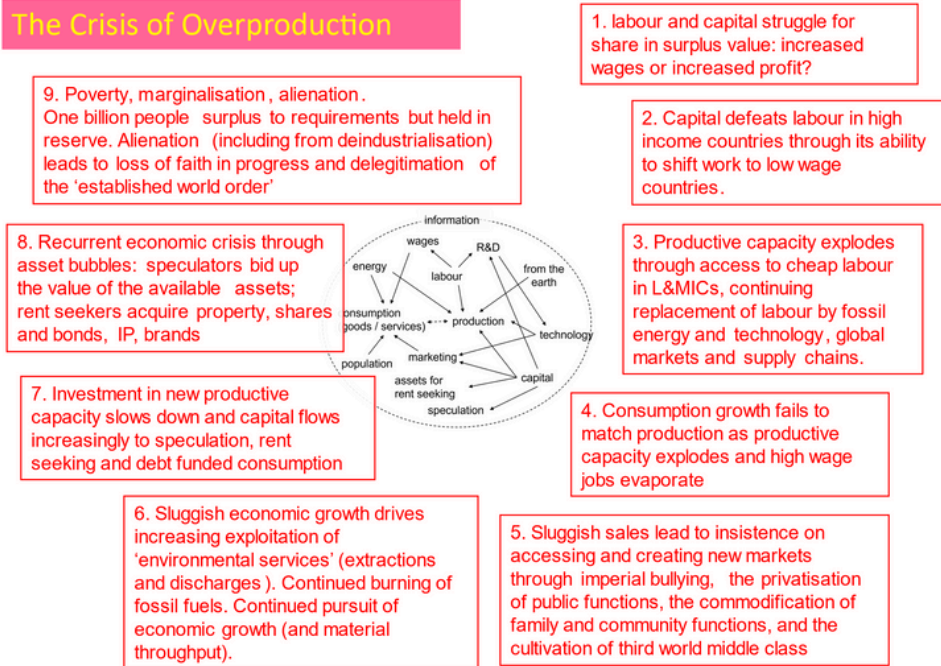 The Crisis of Overproduction
1. labour and capital struggle for
share in surplus value: increased
wages or increased profit?
2. Capital defeats labour in high
income countries through its ability
to shift work to low wage
countries.
3. Productive capacity explodes
through access to cheap labour
in L&MICs, continuing
replacement of labour by fossil
energy and technology, global
markets and supply chains.
4. Consumption growth fails to
match production as productive
capacity explodes and high wage
jobs evaporate
5. Sluggish sales lead to insistence on
accessing and creating new markets
through imperial bullying, the privatisation
of public functions, the commodification of
family and community functions, and the
cultivation of third world middle class
6. Sluggish economic growth drives
increasing exploitation of
‘environmental services’ (extractions
and discharges ). Continued burning of
fossil fuels. Continued pursuit of
economic growth (and material
throughput).
7. Investment in new productive
capacity slows down and capital flows
increasingly to speculation, rent
seeking and debt funded consumption
8. Recurrent economic crisis through
asset bubbles: speculators bid up
the value of the available assets;
rent seekers acquire property, shares
and bonds, IP, brands
9. Poverty, marginalisation , alienation .
One billion people surplus to requirements but held in
reserve. Alienation (including from deindustrialisation)
leads to loss of faith in progress and delegitimation of
the ‘established world order’
information
wages
R&D
energy
labour
from the
earth
onsumption
goods / services)
production
technology
marketing
population
assets for
rent seeking
capital
speculation